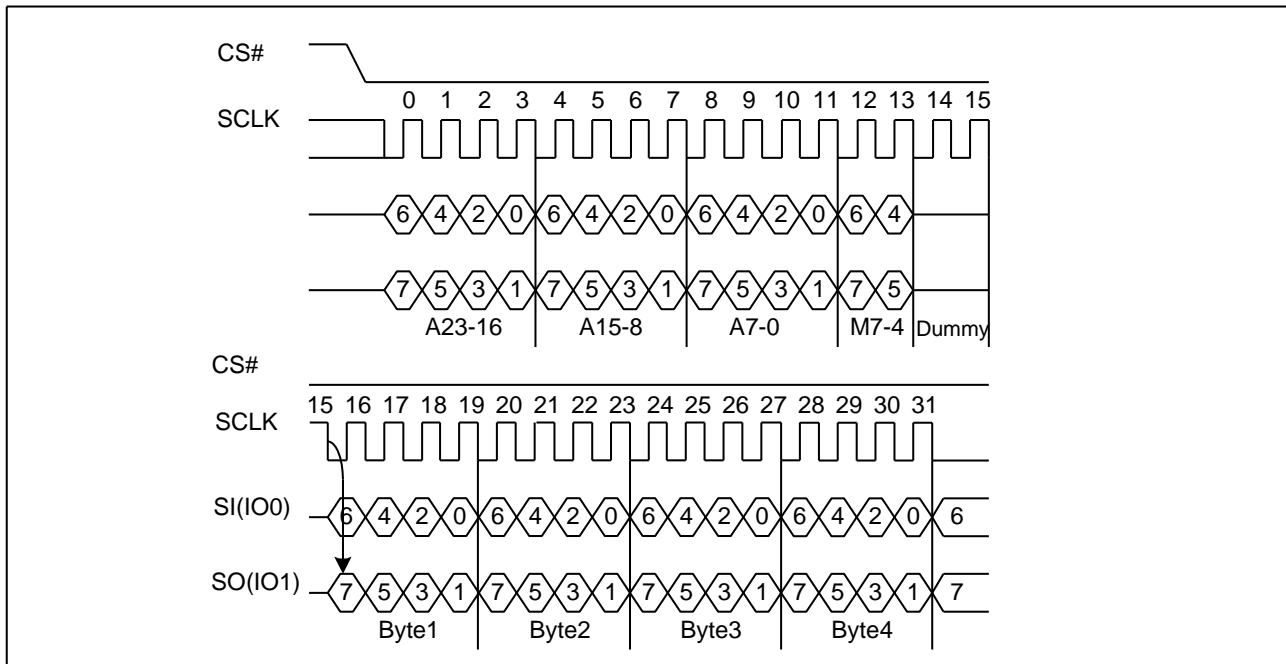 CS#
0 1 2 3 4 5 6 7 8 9 10 11 12 13 14 15
SCLK
6 4 2 0 6 4 2 0 6 4 2 0 6 4
7 5 3 1 7 5 3 1 7 5 3 1 7 5
A23-16 A15-8 A7-0 M7-4 Dummy
CS#
15 16 17 18 19 20 21 22 23 24 25 26 27 28 29 30 31
SCLK
SI(IO0) 6 4 2 0 6 4 2 0 6 4 2 0 6 4 2 0 6
SO(IO1) 7 5 3 1 7 5 3 1 7 5 3 1 7 5 3 1 7
Byte1 Byte2 Byte3 Byte4